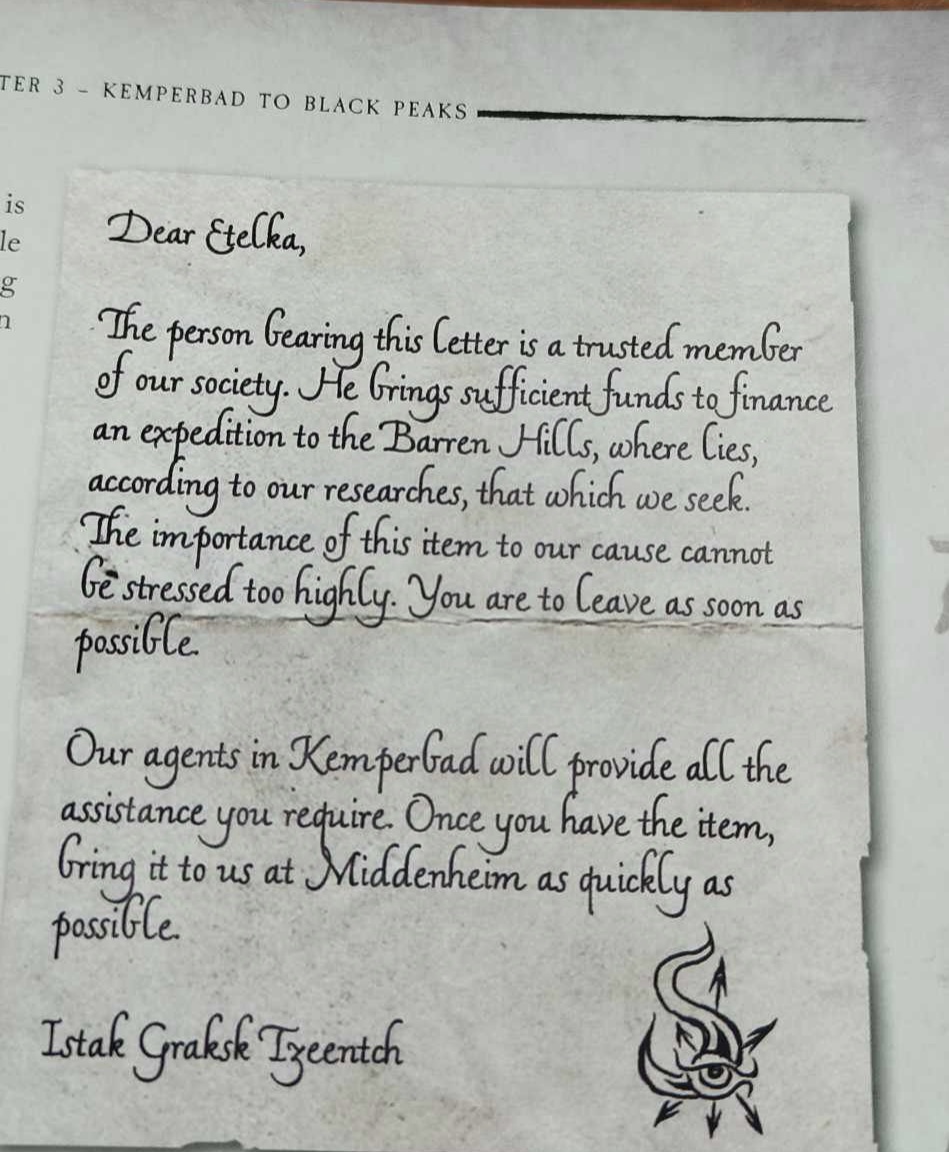 TER 3 – KEMPERBAD TO BLACK PEAKS
is
le
g
n
Dear Etelka,
The person bearing this letter is a trusted member
of our society. He brings sufficient funds to finance
an expedition to the Barren Hills, where lies,
according to our researches, that which we seek.
The importance of this item to our cause cannot
be stressed too highly. You are to leave as soon as
possible.
Our agents in Kemperbad will provide all the
assistance you require. Once you have the item,
bring it to us at Middenheim as quickly as
possible.
Istak Graksk Tzeentch